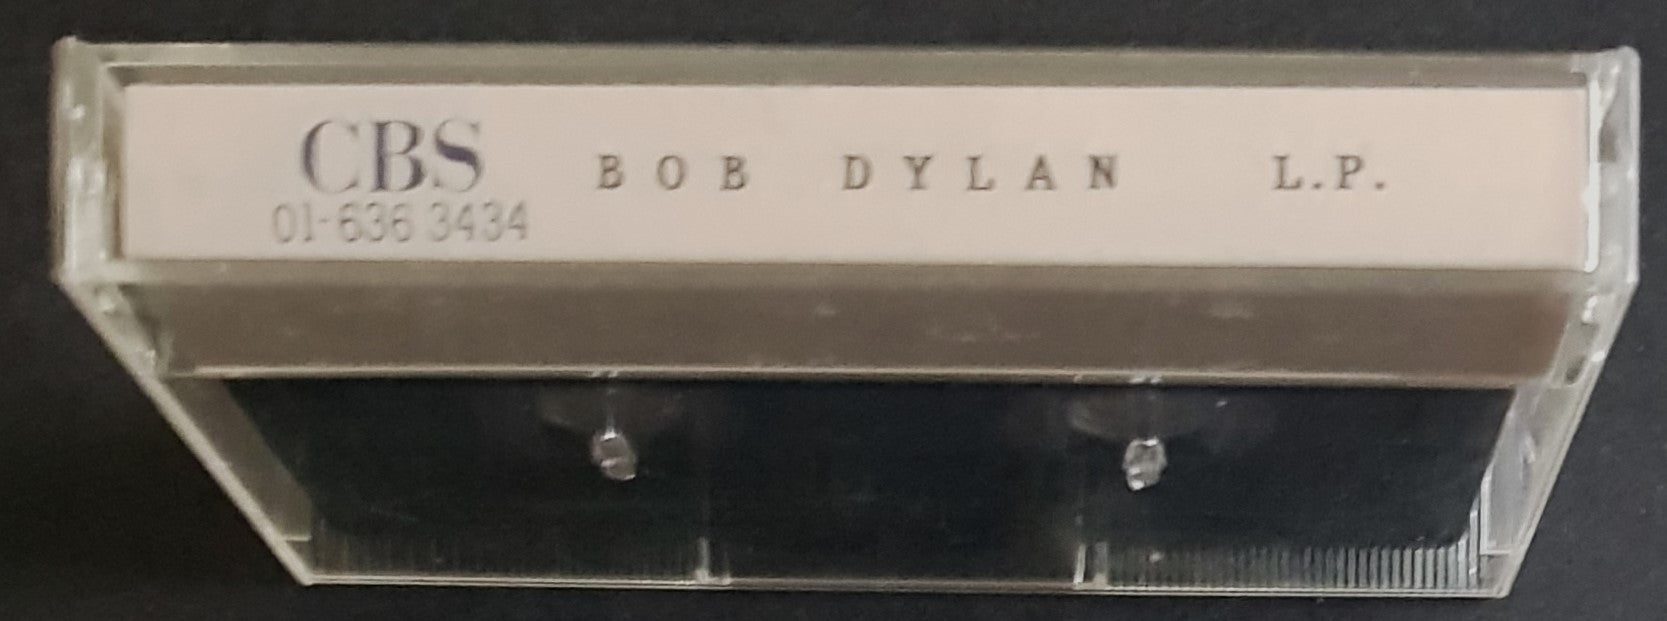 CBS BOB DYLAN L.P.
01-636 3434